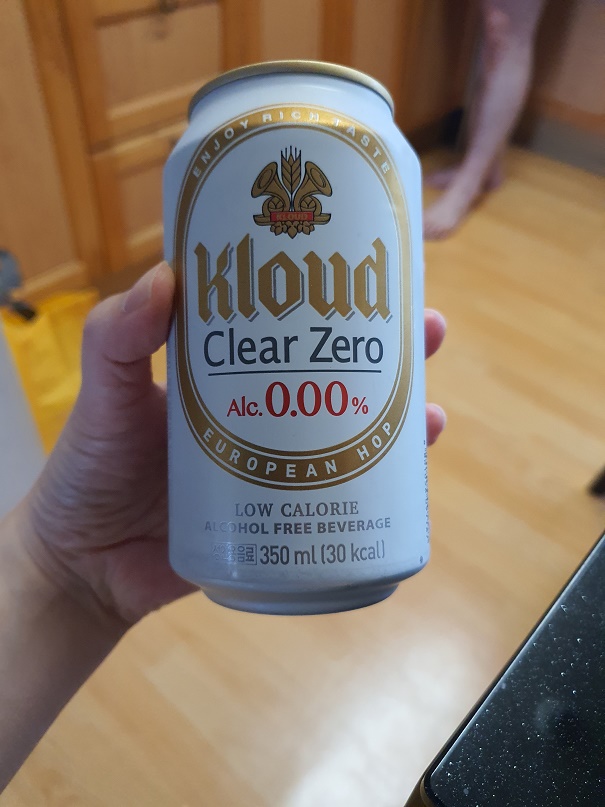 ENJOY RICH TASTE
KLOUD
Kloud
Clear Zero
Alc. 0.00%
EUROPEAN HOP
LOW CALORIE
ALCOHOL FREE BEVERAGE
350 ml (30 kcal)